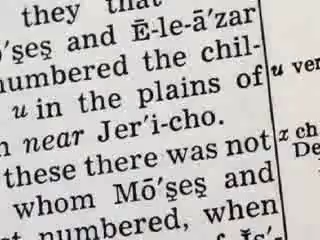 they that
ō′ṣeṣ and Ē-le-ā′zar
numbered the chil-
u in the plains of
near Jer′i-cho.
these there was not
whom Mō′ṣeṣ and
numbered, when
u ver
x ch
De